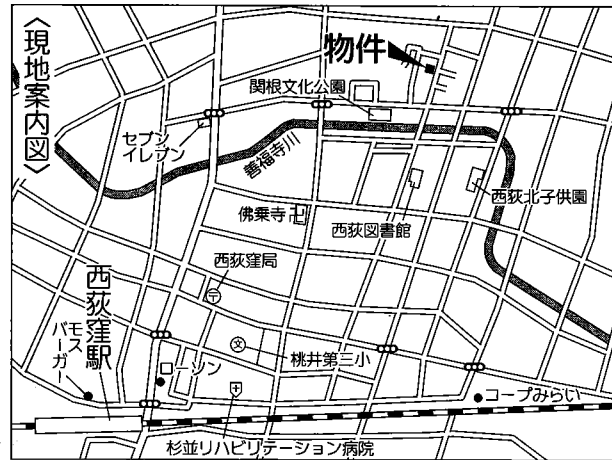 〈現地案内図〉
物件
関根文化公園
セブン
イレブン
善福寺川
西荻北子供園
佛乗寺
西荻図書館
西荻窪局
西荻窪駅
モス
バーガー
ローソン
文
桃井第三小
コープみらい
杉並リハビリテーション病院